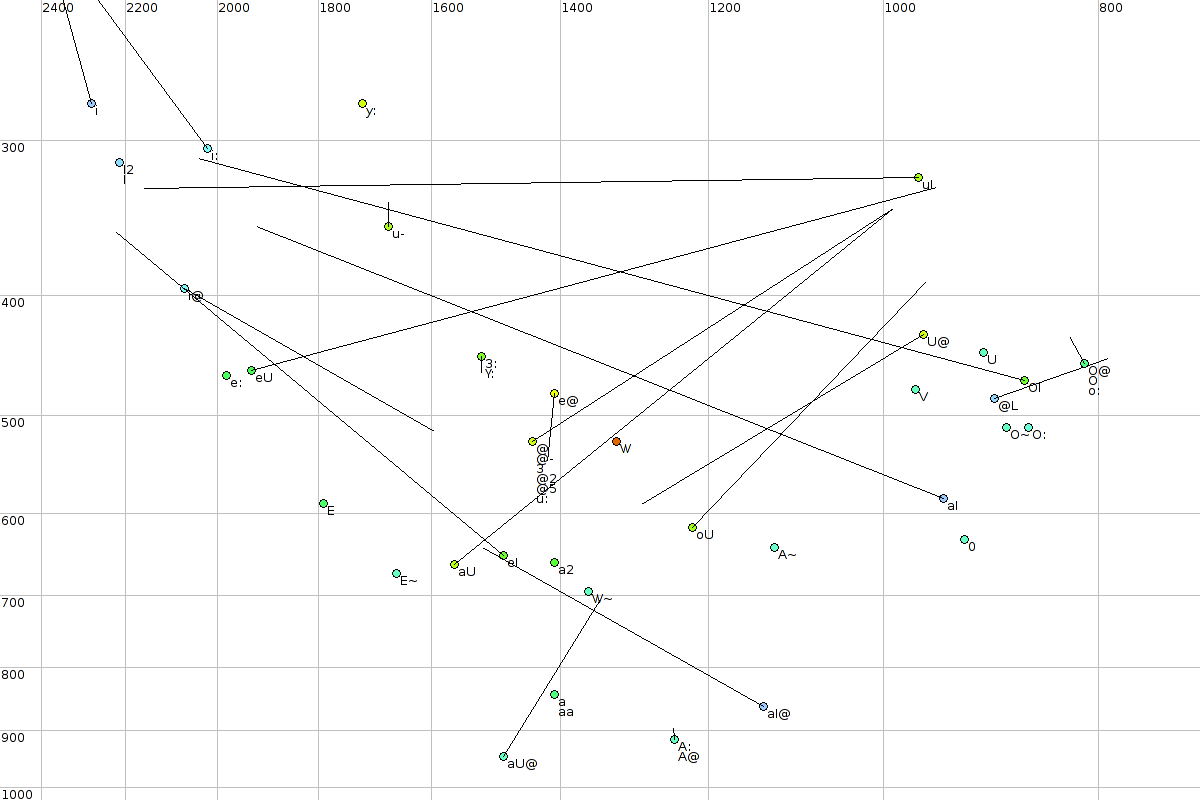 2400 2200 2000 1800 1600 1400 1200 1000 800
i
y:
300
i:
I2
I
uI
u-
i@
400
U@
U
3:
Y:
O@
O
o:
e:
eU
OI
V
e@
@L
500
O~
O:
@
@-
3
@2
@5
u:
W
aI
E
600
oU
0
A~
eI
a2
aU
E~
700
W~
800
a
aa
aI@
900
A:
A@
aU@
1000